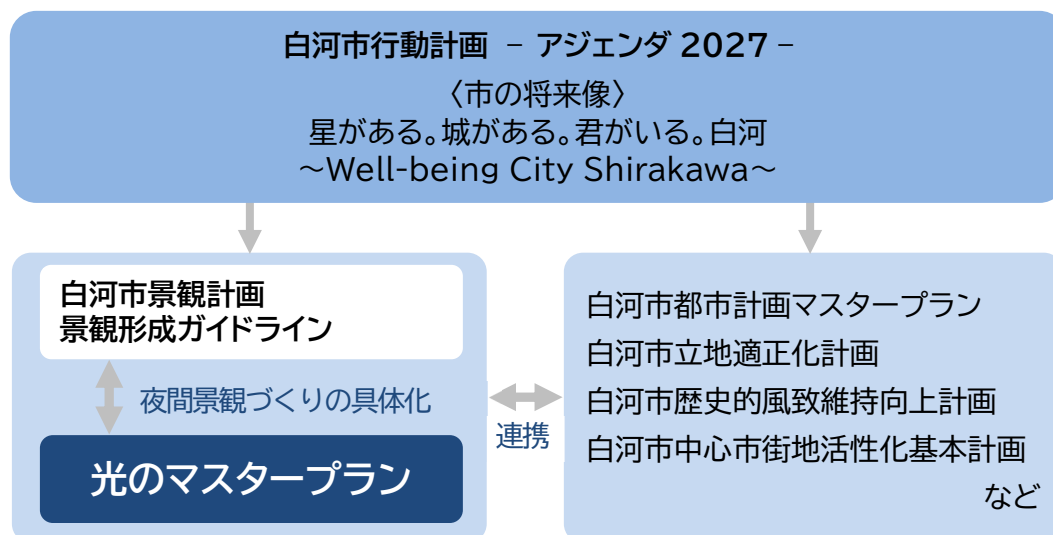 白河市行動計画 － アジェンダ 2027 －
〈市の将来像〉
星がある。城がある。君がいる。白河
～Well-being City Shirakawa～
白河市景観計画
景観形成ガイドライン
夜間景観づくりの具体化
光のマスタープラン
連携
白河市都市計画マスタープラン
白河市立地適正化計画
白河市歴史的風致維持向上計画
白河市中心市街地活性化基本計画
など